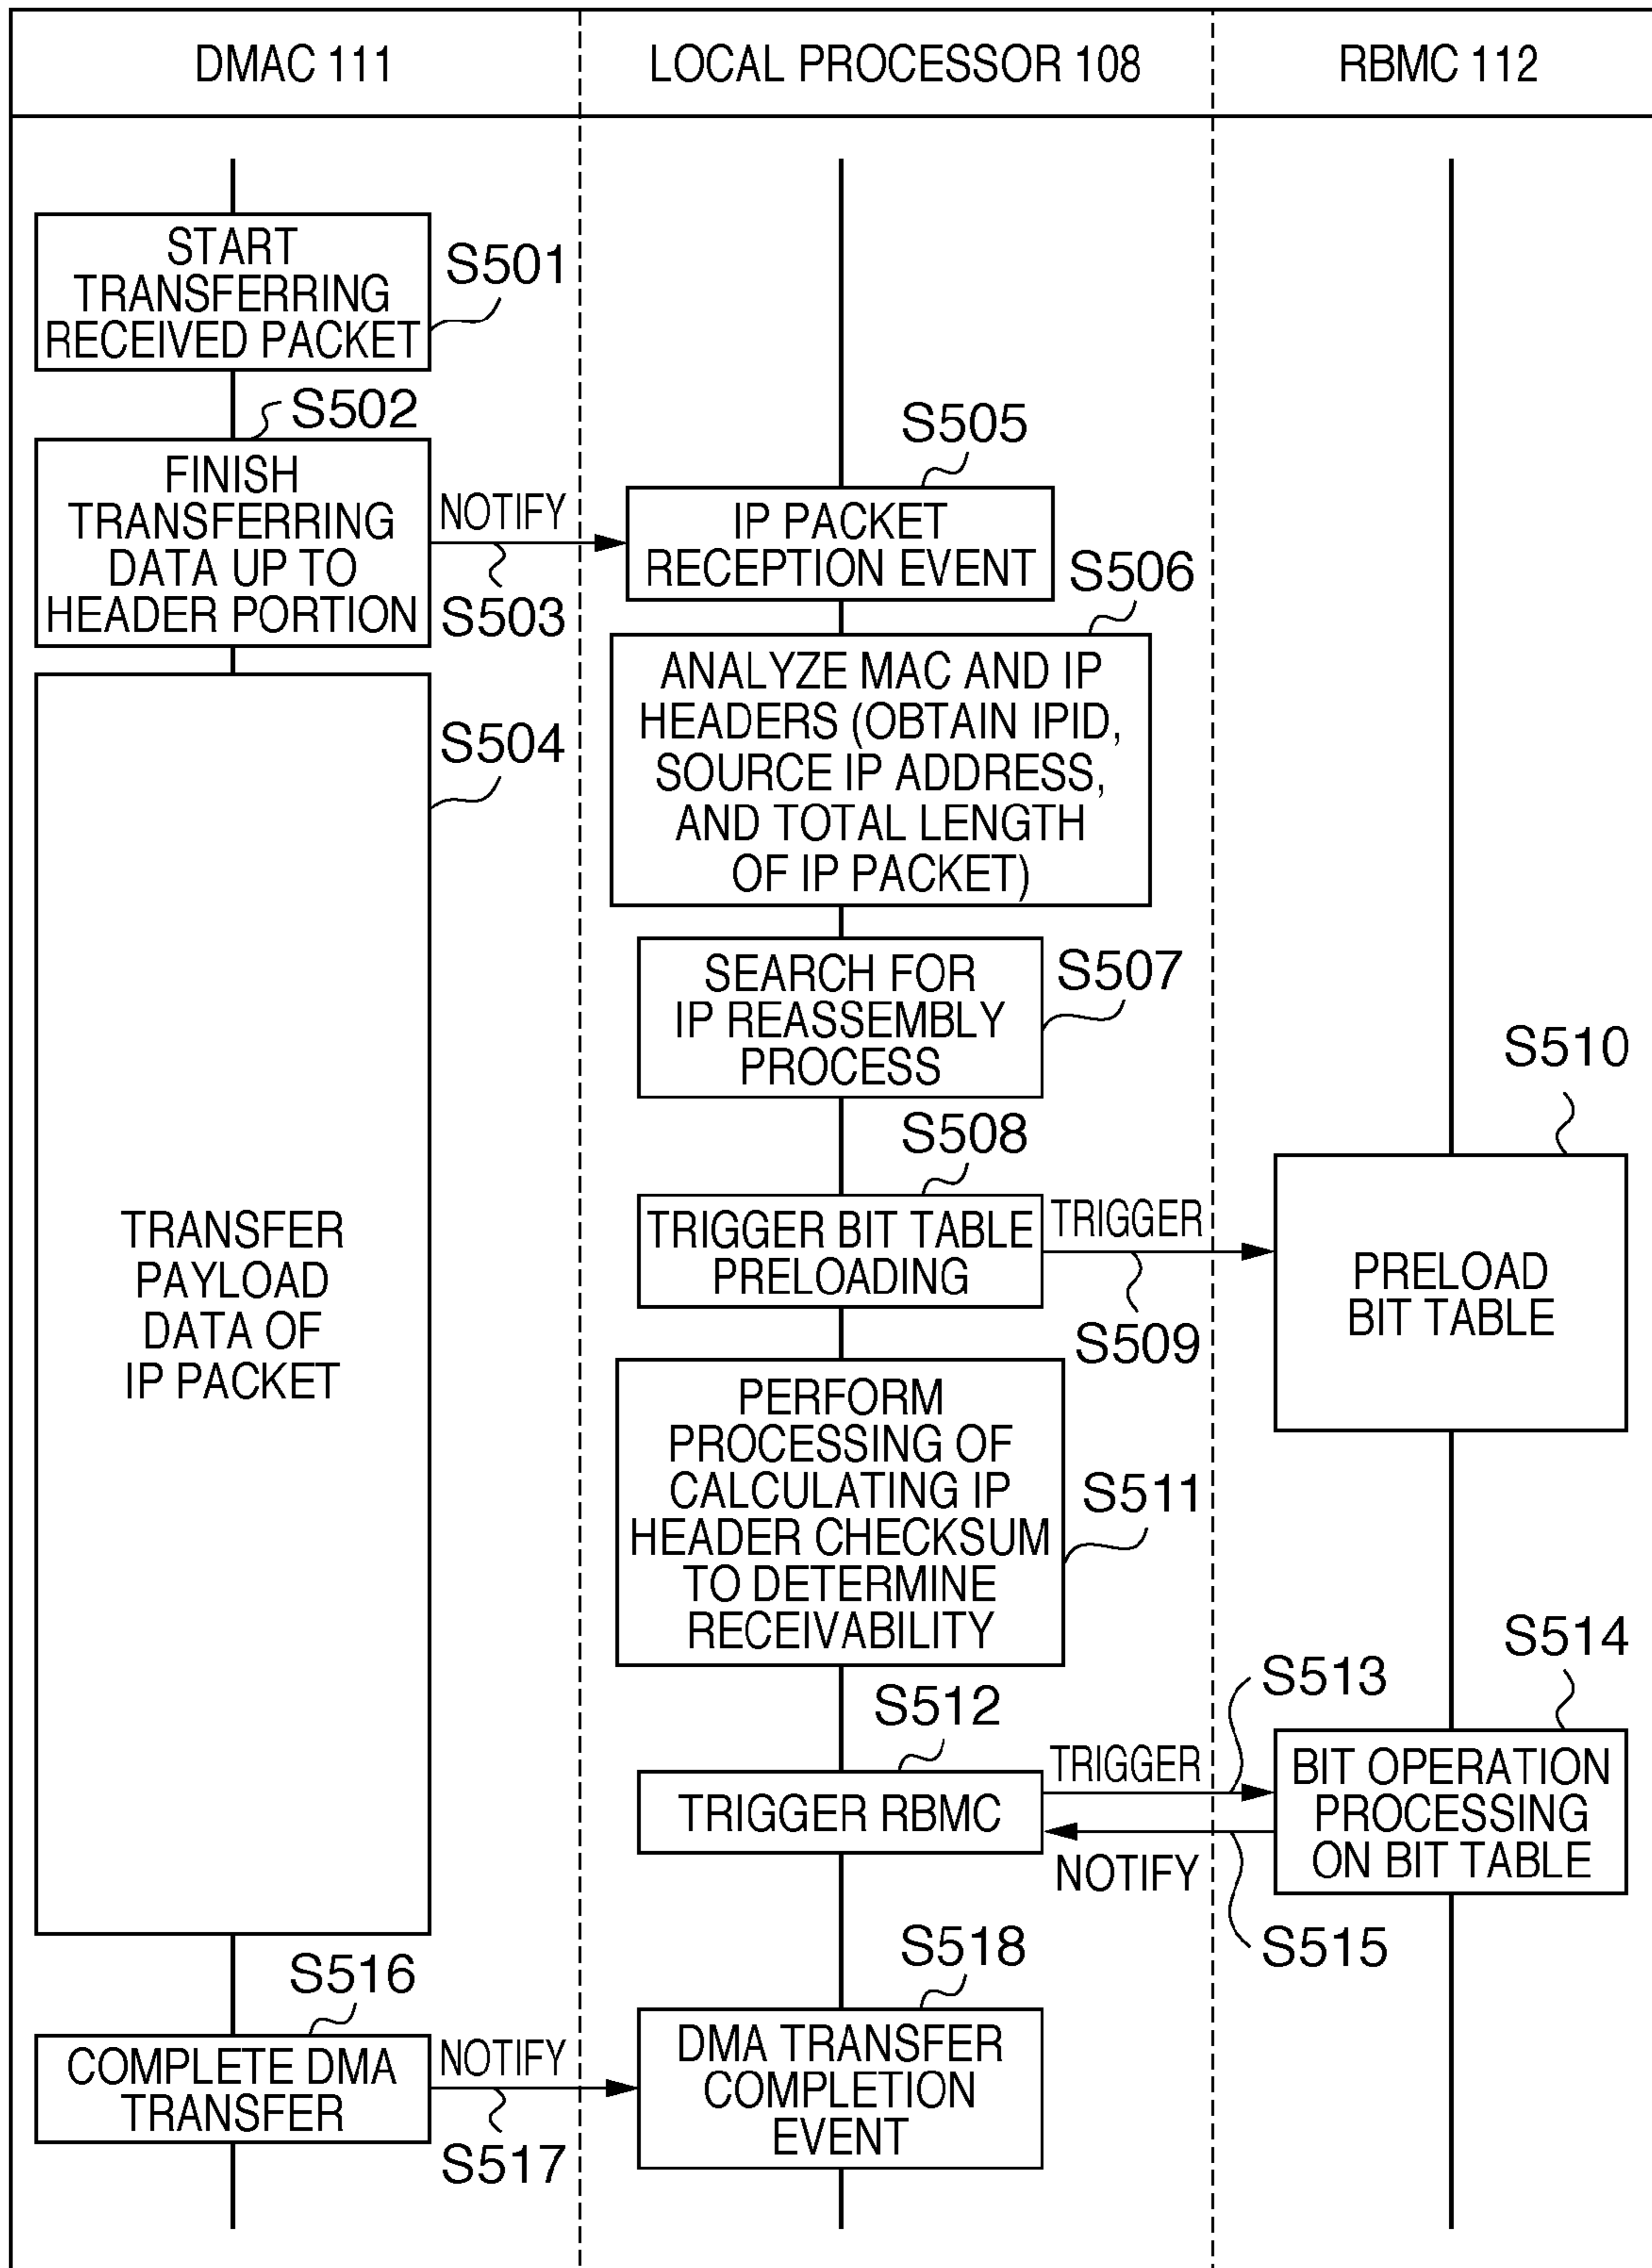 DMAC 111
LOCAL PROCESSOR 108
RBMC 112
START
TRANSFERRING
RECEIVED PACKET
S501
S502
FINISH
TRANSFERRING
DATA UP TO
HEADER PORTION
NOTIFY
S503
S505
IP PACKET
RECEPTION EVENT
S506
ANALYZE MAC AND IP
HEADERS (OBTAIN IPID,
SOURCE IP ADDRESS,
AND TOTAL LENGTH
OF IP PACKET)
S504
TRANSFER
PAYLOAD
DATA OF
IP PACKET
SEARCH FOR
IP REASSEMBLY
PROCESS
S507
S508
TRIGGER BIT TABLE
PRELOADING
TRIGGER
S509
S510
PRELOAD
BIT TABLE
PERFORM
PROCESSING OF
CALCULATING IP
HEADER CHECKSUM
TO DETERMINE
RECEIVABILITY
S511
S512
TRIGGER RBMC
TRIGGER
S513
NOTIFY
S515
S514
BIT OPERATION
PROCESSING
ON BIT TABLE
S516
COMPLETE DMA
TRANSFER
NOTIFY
S517
S518
DMA TRANSFER
COMPLETION
EVENT